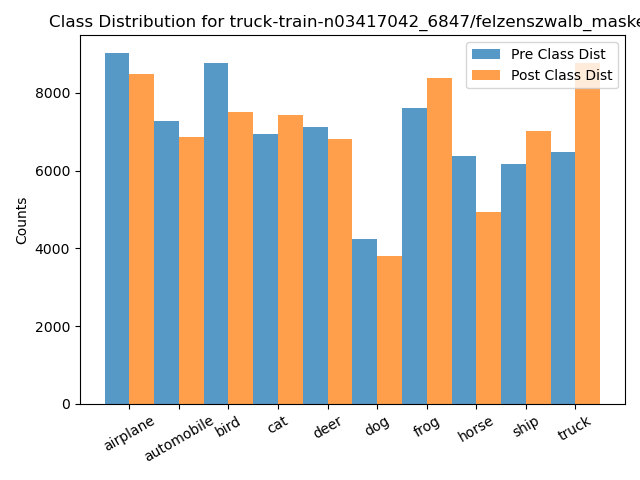 Class Distribution for truck-train-n03417042_6847/felzenszwalb_maske
Pre Class Dist
Post Class Dist
Counts
8000
6000
4000
2000
0
airplane
automobile
bird
cat
deer
dog
frog
horse
ship
truck